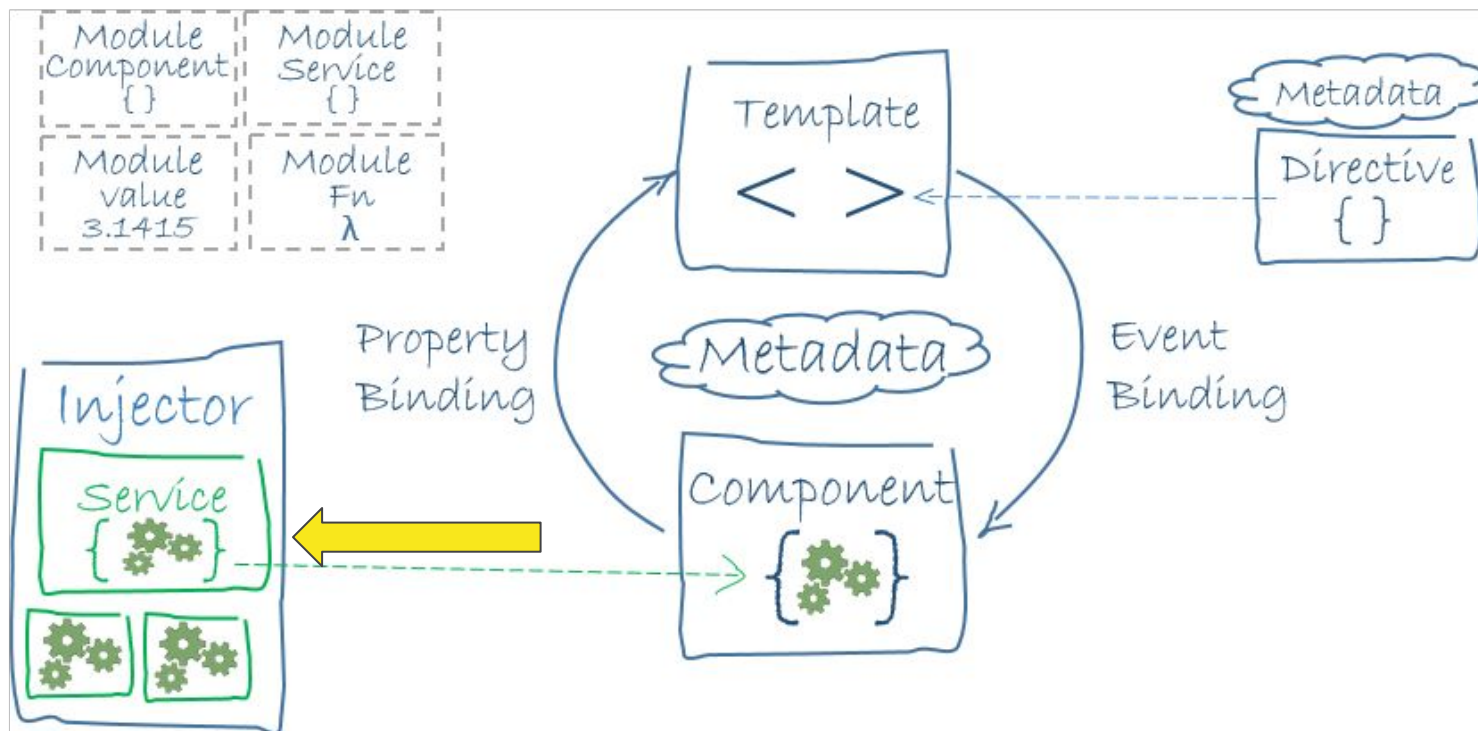 Module
Component
{ }
Module
Service
{ }
Module
value
3.1415
Module
Fn
λ
Template
< >
Metadata
Directive
{ }
Property
Binding
Metadata
Event
Binding
Injector
Service
{ }
Component
{ }